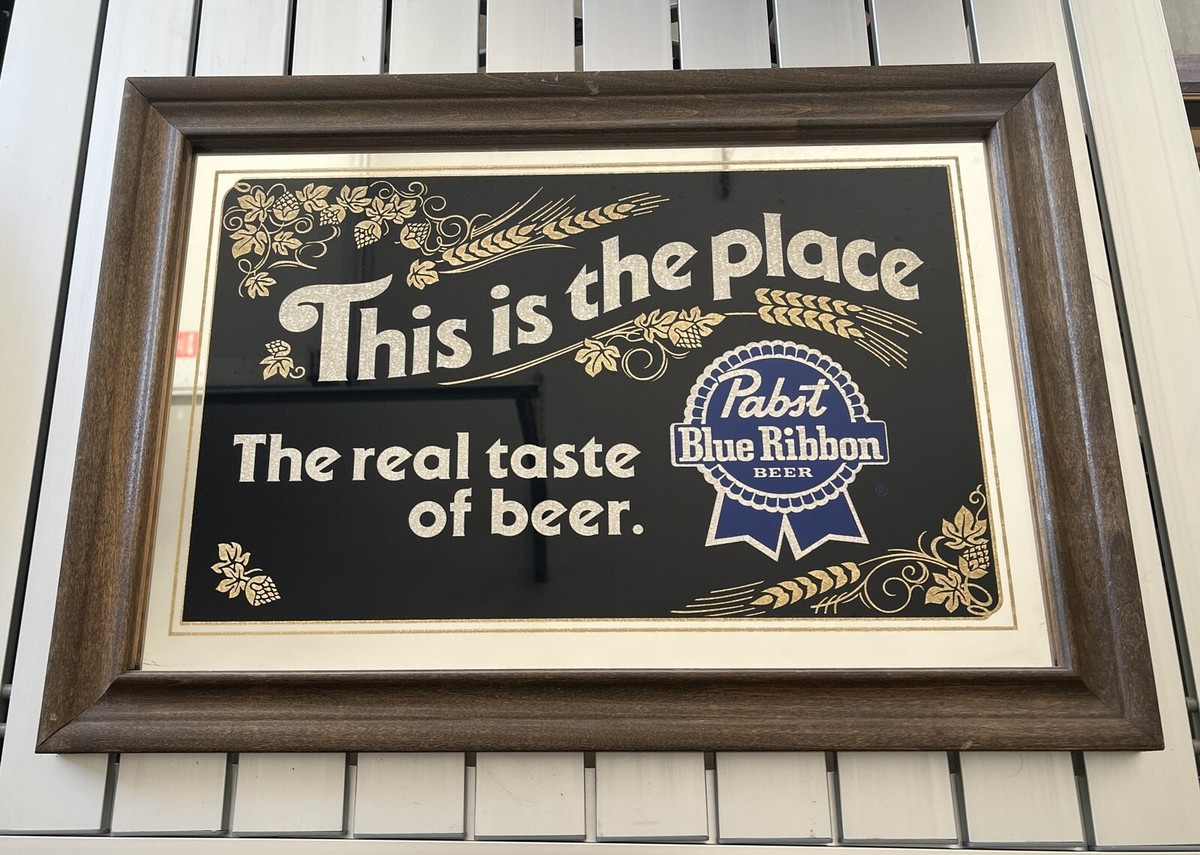 This is the place
The real taste
of beer.
Pabst
Blue Ribbon
BEER
®